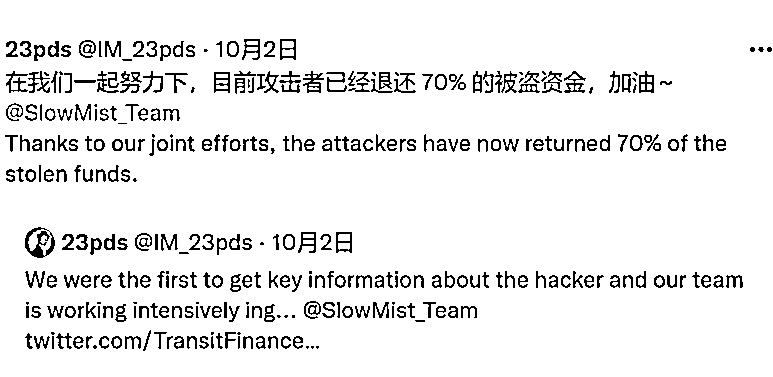 23pds @IM_23pds · 10月2日
在我们一起努力下，目前攻击者已经退还 70% 的被盗资金，加油~
@SlowMist_Team
Thanks to our joint efforts, the attackers have now returned 70% of the
stolen funds.
23pds @IM_23pds · 10月2日
We were the first to get key information about the hacker and our team
is working intensively ing... @SlowMist_Team
twitter.com/TransitFinance...